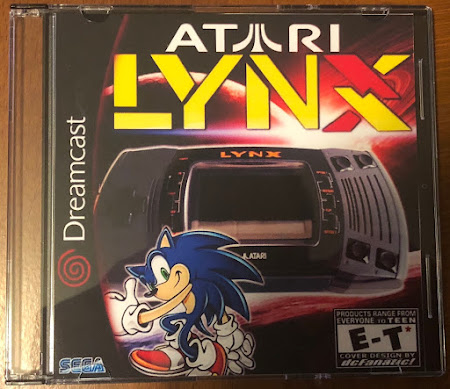 ATARI
LYNX
LYNX
ATARI
Dreamcast
PRODUCTS RANGE FROM
EVERYONE TO TEEN
E-T*
COVER DESIGN BY
dcFanatic!
SEGA